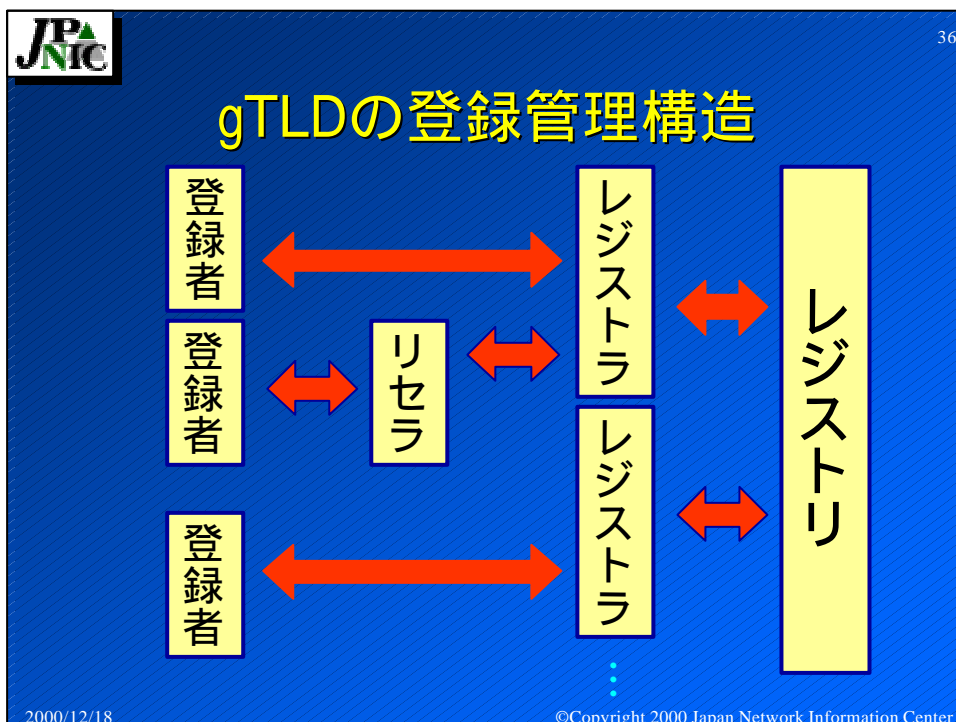 JPNIC
36
gTLDの登録管理構造
登録者
レジストラ
レジストリ
登録者
リセラ
レジストラ
登録者
2000/12/18
©Copyright 2000 Japan Network Information Center